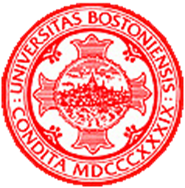 UNIVERSITAS BOSTONIENSIS
CONDITA MDCCCXXXIX